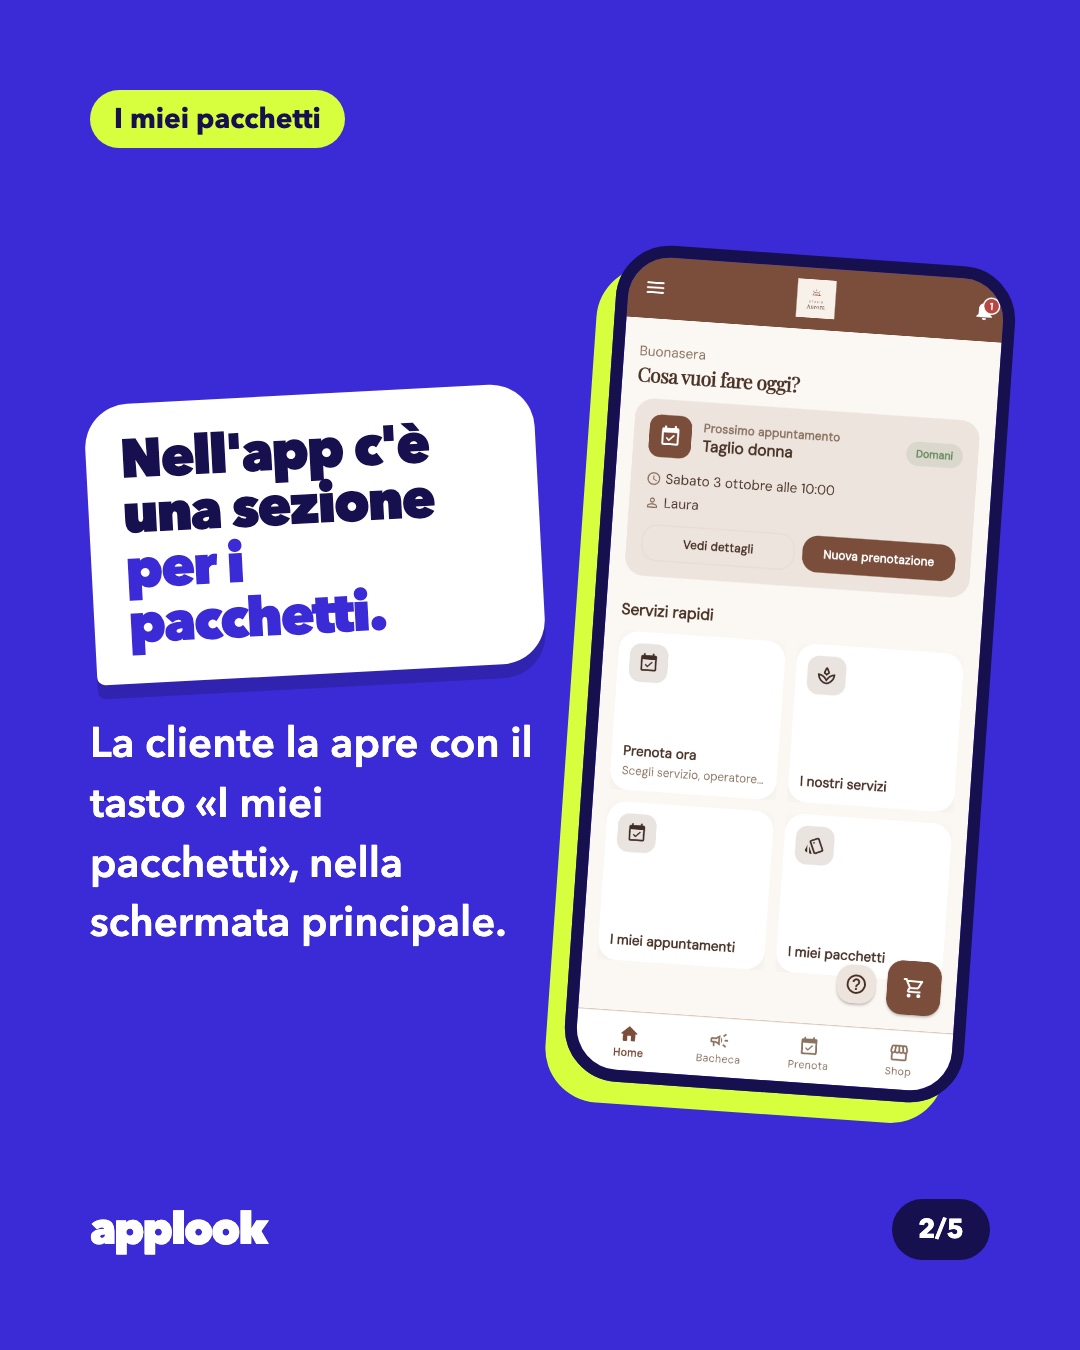 I miei pacchetti
Nell'app c'è
una sezione
per i
pacchetti.
La cliente la apre con il
tasto «I miei
pacchetti», nella
schermata principale.
Aurora
1
Buonasera
Cosa vuoi fare oggi?
Prossimo appuntamento
Taglio donna
Domani
Sabato 3 ottobre alle 10:00
Laura
Vedi dettagli
Nuova prenotazione
Servizi rapidi
Prenota ora
Scegli servizio, operatore...
I nostri servizi
I miei appuntamenti
I miei pacchetti
Home
Bacheca
Prenota
Shop
applook
2/5